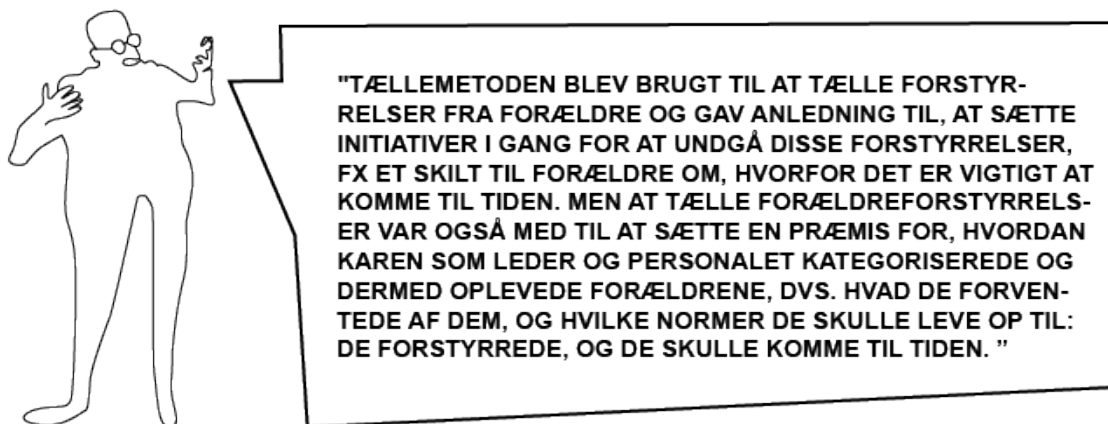 "TÆLLEMETODEN BLEV BRUGT TIL AT TÆLLE FORSTYR-
RELSER FRA FORÆLDRE OG GAV ANLEDNING TIL, AT SÆTTE
INITIATIVER I GANG FOR AT UNDGÅ DISSE FORSTYRRELSER,
FX ET SKILT TIL FORÆLDRE OM, HVORFOR DET ER VIGTIGT AT
KOMME TIL TIDEN. MEN AT TÆLLE FORÆLDREFORSTYRRELS-
ER VAR OGSÅ MED TIL AT SÆTTE EN PRÆMIS FOR, HVORDAN
KAREN SOM LEDER OG PERSONALET KATEGORISEREDE OG
DERMED OPLEVEDE FORÆLDRENE, DVS. HVAD DE FORVEN-
TEDE AF DEM, OG HVILKE NORMER DE SKULLE LEVE OP TIL:
DE FORSTYRREDE, OG DE SKULLE KOMME TIL TIDEN. ”